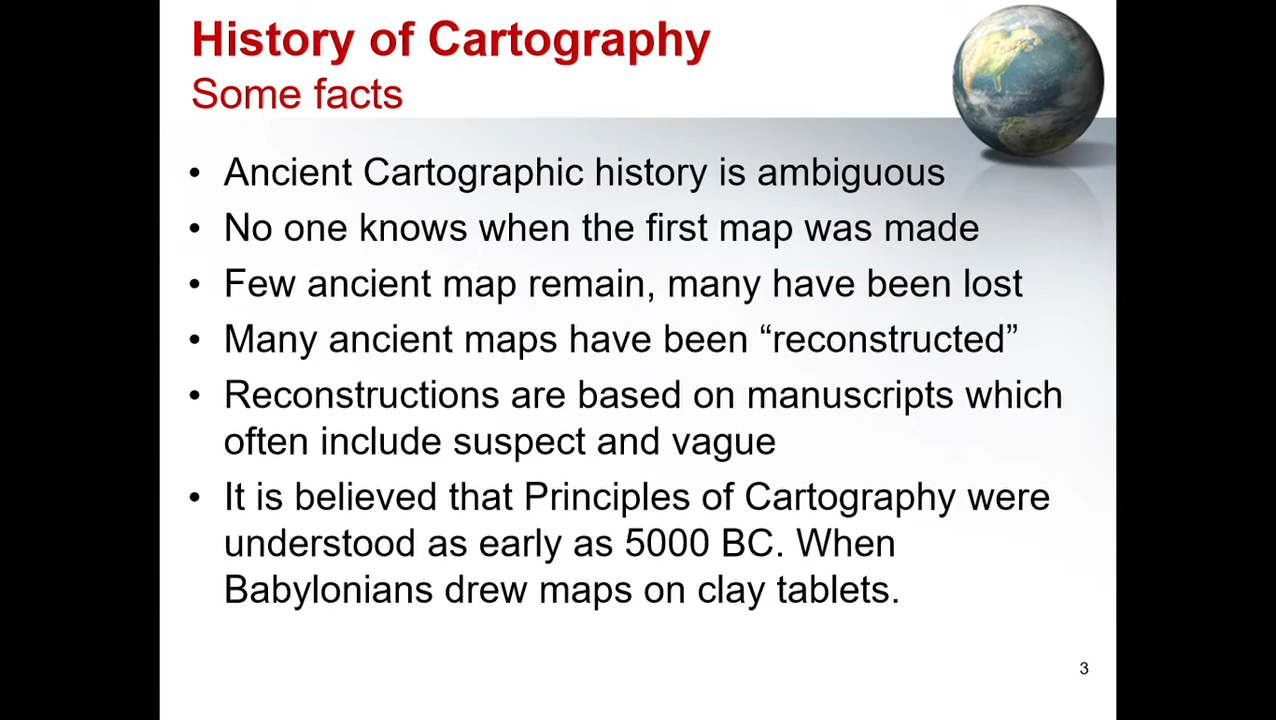 History of Cartography
Some facts
• Ancient Cartographic history is ambiguous
• No one knows when the first map was made
• Few ancient map remain, many have been lost
• Many ancient maps have been “reconstructed”
• Reconstructions are based on manuscripts which
often include suspect and vague
• It is believed that Principles of Cartography were
understood as early as 5000 BC. When
Babylonians drew maps on clay tablets.
3